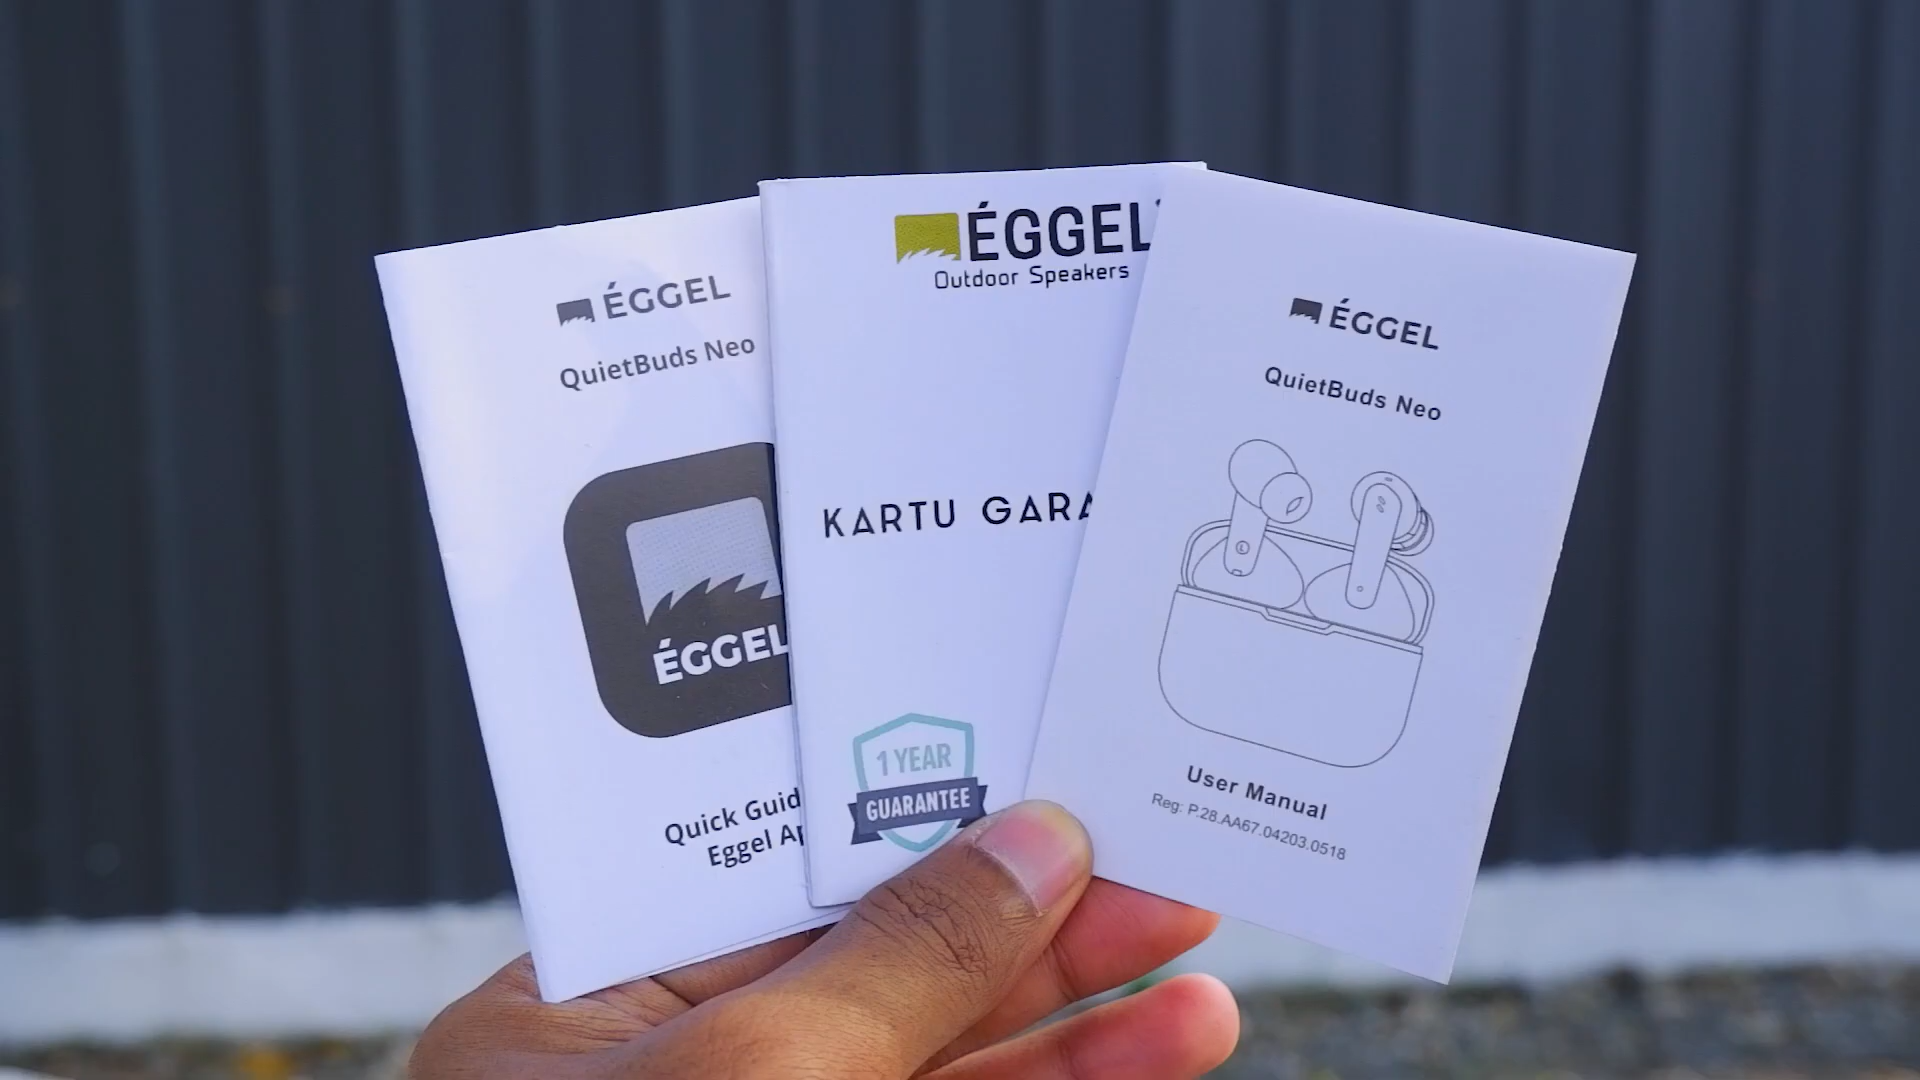 ÉGGEL
QuietBuds Neo
ÉGGEL
Quick Guid
Eggel Ap
ÉGGEL
Outdoor Speakers
KARTU GARA
1 YEAR
GUARANTEE
ÉGGEL
QuietBuds Neo
L
User Manual
Reg: P.28.AA67.04203.0518